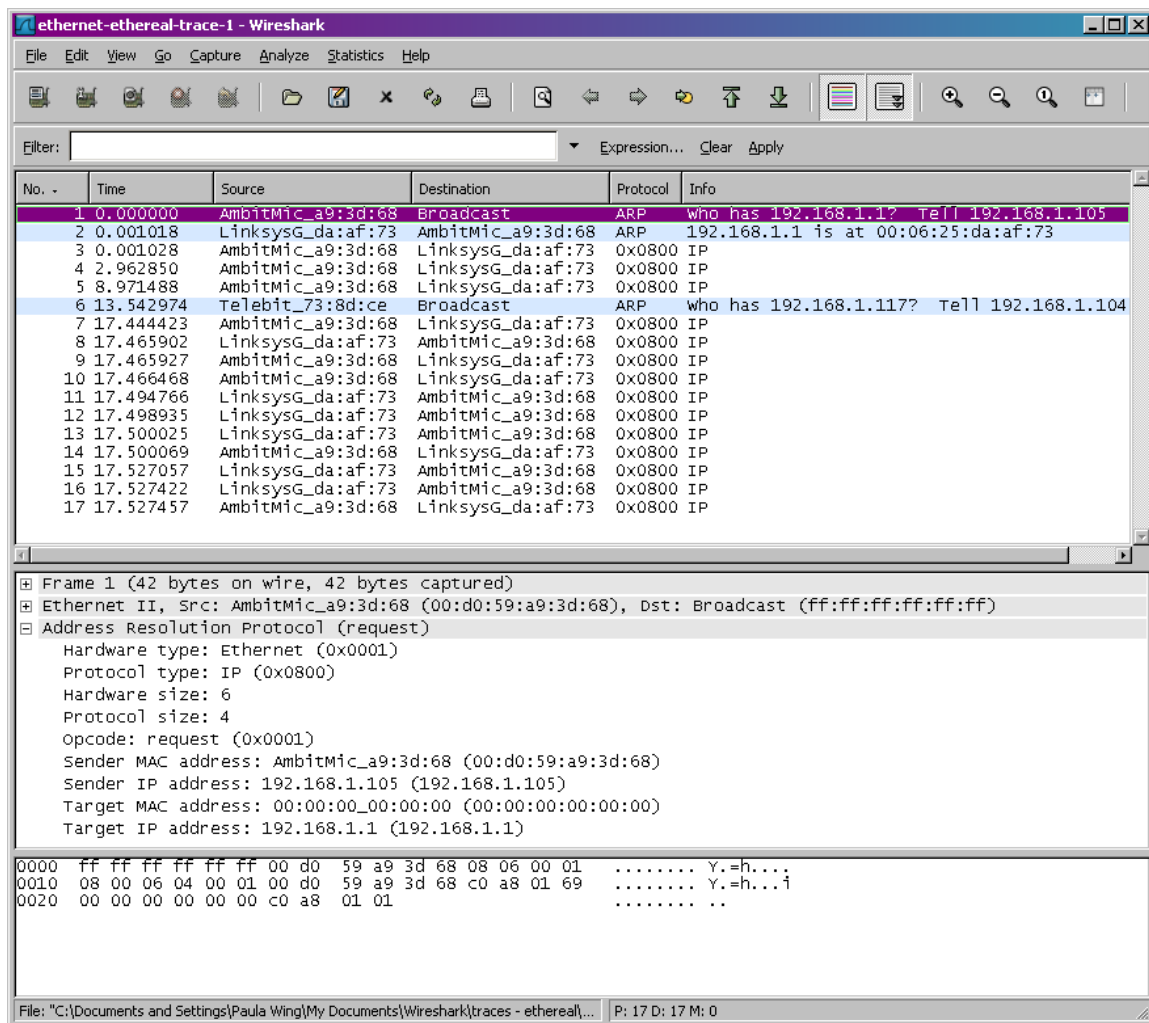 ethernet-ethereal-trace-1 - Wireshark
File Edit View Go Capture Analyze Statistics Help
Filter: Expression... Clear Apply
No. Time Source Destination Protocol Info
1 0.000000 AmbitMic_a9:3d:68 Broadcast ARP Who has 192.168.1.1? Tell 192.168.1.105
2 0.001018 LinksysG_da:af:73 AmbitMic_a9:3d:68 ARP 192.168.1.1 is at 00:06:25:da:af:73
3 0.001028 AmbitMic_a9:3d:68 LinksysG_da:af:73 0x0800 IP
4 2.962850 AmbitMic_a9:3d:68 LinksysG_da:af:73 0x0800 IP
5 8.971488 AmbitMic_a9:3d:68 LinksysG_da:af:73 0x0800 IP
6 13.542974 Telebit_73:8d:ce Broadcast ARP Who has 192.168.1.117? Tell 192.168.1.104
7 17.444423 AmbitMic_a9:3d:68 LinksysG_da:af:73 0x0800 IP
8 17.465902 LinksysG_da:af:73 AmbitMic_a9:3d:68 0x0800 IP
9 17.465927 AmbitMic_a9:3d:68 LinksysG_da:af:73 0x0800 IP
10 17.466468 AmbitMic_a9:3d:68 LinksysG_da:af:73 0x0800 IP
11 17.494766 LinksysG_da:af:73 AmbitMic_a9:3d:68 0x0800 IP
12 17.498935 LinksysG_da:af:73 AmbitMic_a9:3d:68 0x0800 IP
13 17.500025 LinksysG_da:af:73 AmbitMic_a9:3d:68 0x0800 IP
14 17.500069 AmbitMic_a9:3d:68 LinksysG_da:af:73 0x0800 IP
15 17.527057 LinksysG_da:af:73 AmbitMic_a9:3d:68 0x0800 IP
16 17.527422 LinksysG_da:af:73 AmbitMic_a9:3d:68 0x0800 IP
17 17.527457 AmbitMic_a9:3d:68 LinksysG_da:af:73 0x0800 IP
Frame 1 (42 bytes on wire, 42 bytes captured)
Ethernet II, Src: AmbitMic_a9:3d:68 (00:d0:59:a9:3d:68), Dst: Broadcast (ff:ff:ff:ff:ff:ff)
Address Resolution Protocol (request)
Hardware type: Ethernet (0x0001)
Protocol type: IP (0x0800)
Hardware size: 6
Protocol size: 4
Opcode: request (0x0001)
Sender MAC address: AmbitMic_a9:3d:68 (00:d0:59:a9:3d:68)
Sender IP address: 192.168.1.105 (192.168.1.105)
Target MAC address: 00:00:00_00:00:00 (00:00:00:00:00:00)
Target IP address: 192.168.1.1 (192.168.1.1)
0000 ff ff ff ff ff ff 00 d0 59 a9 3d 68 08 06 00 01 ........ Y.=h....
0010 08 00 06 04 00 01 00 d0 59 a9 3d 68 c0 a8 01 69 ........ Y.=h...i
0020 00 00 00 00 00 00 c0 a8 01 01 ........ ..
File: "C:\Documents and Settings\Paula Wing\My Documents\Wireshark\traces - ethereal\... P: 17 D: 17 M: 0